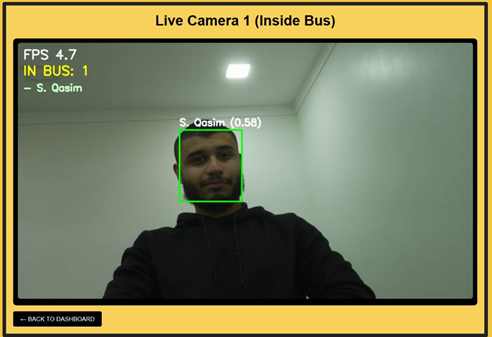 Live Camera 1 (Inside Bus)
FPS 4.7
IN BUS: 1
– S. Qasim
S. Qasim (0.58)
← BACK TO DASHBOARD